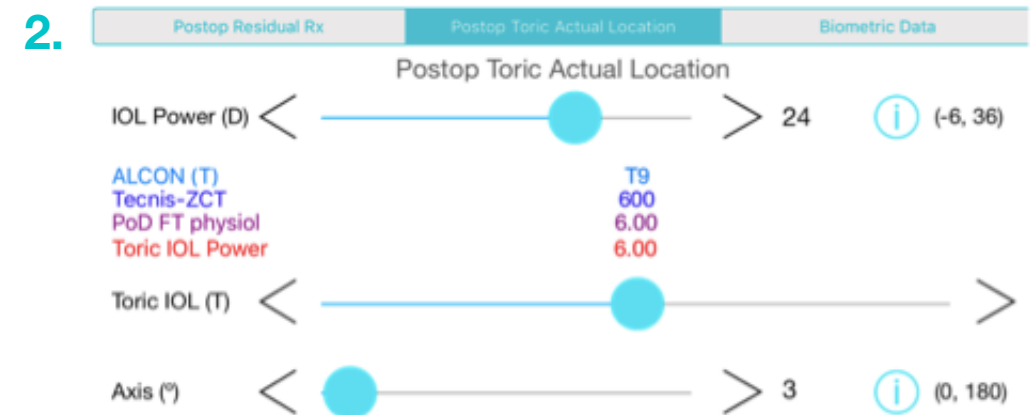 2.
Postop Residual Rx Postop Toric Actual Location Biometric Data
Postop Toric Actual Location
IOL Power (D) 24 i (-6, 36)
ALCON (T) T9
Tecnis-ZCT 600
PoD FT physiol 6.00
Toric IOL Power 6.00
Toric IOL (T)
Axis (º) 3 i (0, 180)